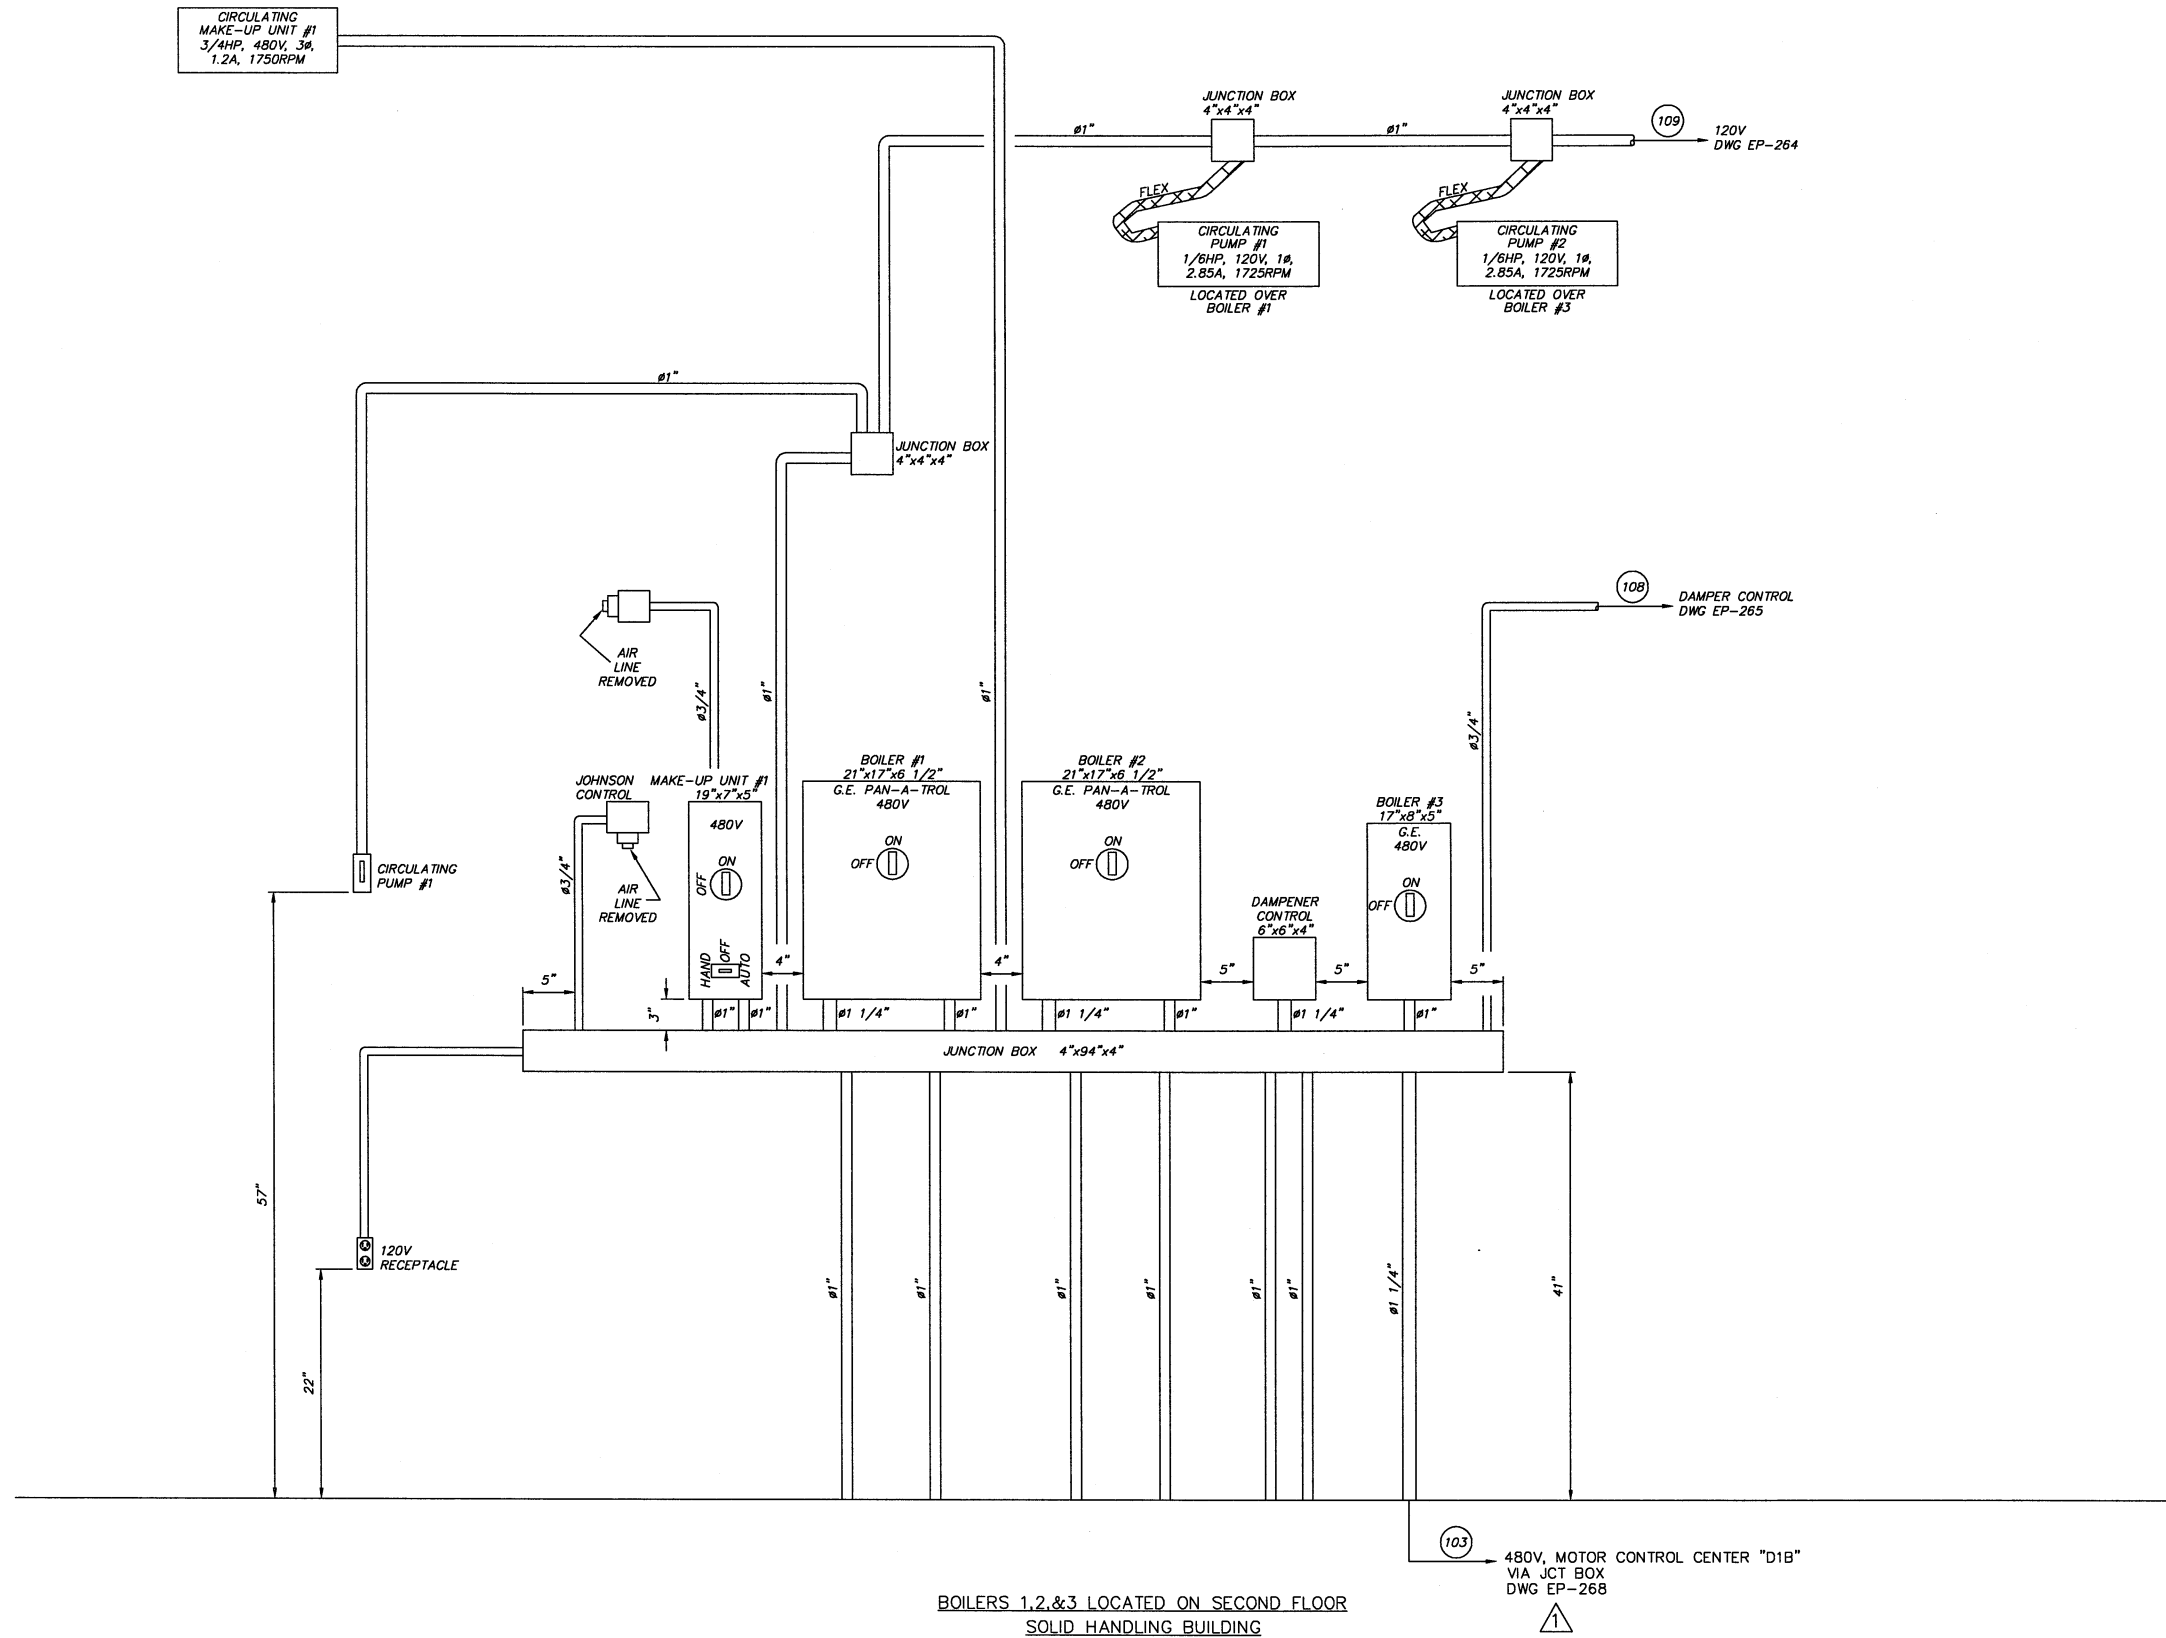 CIRCULATING
MAKE-UP UNIT #1
3/4HP, 480V, 3ø,
1.2A, 1750RPM
JUNCTION BOX
4"x4"x4"
JUNCTION BOX
4"x4"x4"
ø1"
ø1"
109
120V
DWG EP-264
FLEX
FLEX
CIRCULATING
PUMP #1
1/6HP, 120V, 1ø,
2.85A, 1725RPM
LOCATED OVER
BOILER #1
CIRCULATING
PUMP #2
1/6HP, 120V, 1ø,
2.85A, 1725RPM
LOCATED OVER
BOILER #3
ø1"
JUNCTION BOX
4"x4"x4"
108
DAMPER CONTROL
DWG EP-265
AIR
LINE
REMOVED
ø3/4"
ø1"
ø1"
ø3/4"
JOHNSON
CONTROL
MAKE-UP UNIT #1
19"x7"x5"
480V
ON
OFF
HAND
OFF
AUTO
BOILER #1
21"x17"x6 1/2"
G.E. PAN-A-TROL
480V
ON
OFF
BOILER #2
21"x17"x6 1/2"
G.E. PAN-A-TROL
480V
ON
OFF
BOILER #3
17"x8"x5"
G.E.
480V
ON
OFF
CIRCULATING
PUMP #1
ø3/4"
AIR
LINE
REMOVED
DAMPENER
CONTROL
6"x6"x4"
5"
4"
4"
5"
5"
5"
3"
ø1"
ø1"
ø1 1/4"
ø1"
ø1 1/4"
ø1"
ø1 1/4"
ø1"
JUNCTION BOX 4"x94"x4"
57"
120V
RECEPTACLE
22"
ø1"
ø1"
ø1"
ø1"
ø1"
ø1"
ø1 1/4"
41"
103
480V, MOTOR CONTROL CENTER "D1B"
VIA JCT BOX
DWG EP-268
1
BOILERS 1,2,&3 LOCATED ON SECOND FLOOR
SOLID HANDLING BUILDING